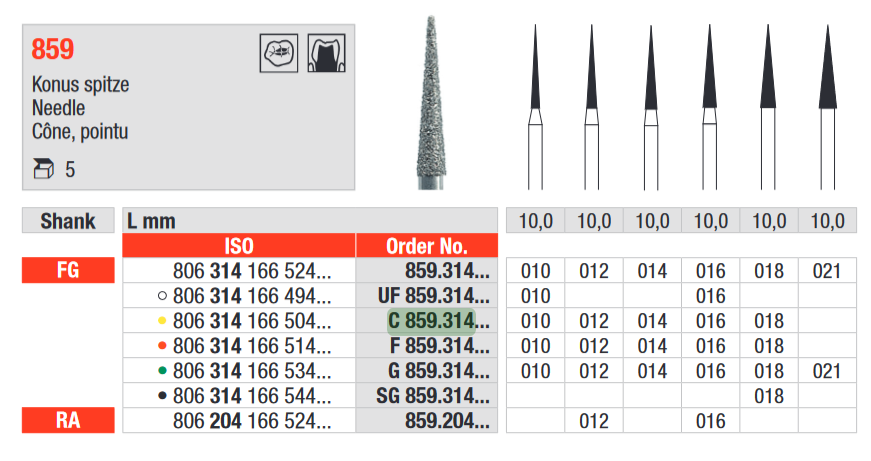 859
Konus spitze
Needle
Cône, pointu
5
Shank L mm 10,0 10,0 10,0 10,0 10,0 10,0
ISO Order No.
FG 806 314 166 524... 859.314... 010 012 014 016 018 021
806 314 166 494... UF 859.314... 010 016
806 314 166 504... C 859.314... 010 012 014 016 018
806 314 166 514... F 859.314... 010 012 014 016 018
806 314 166 534... G 859.314... 010 012 014 016 018 021
806 314 166 544... SG 859.314... 018
RA 806 204 166 524... 859.204... 012 016